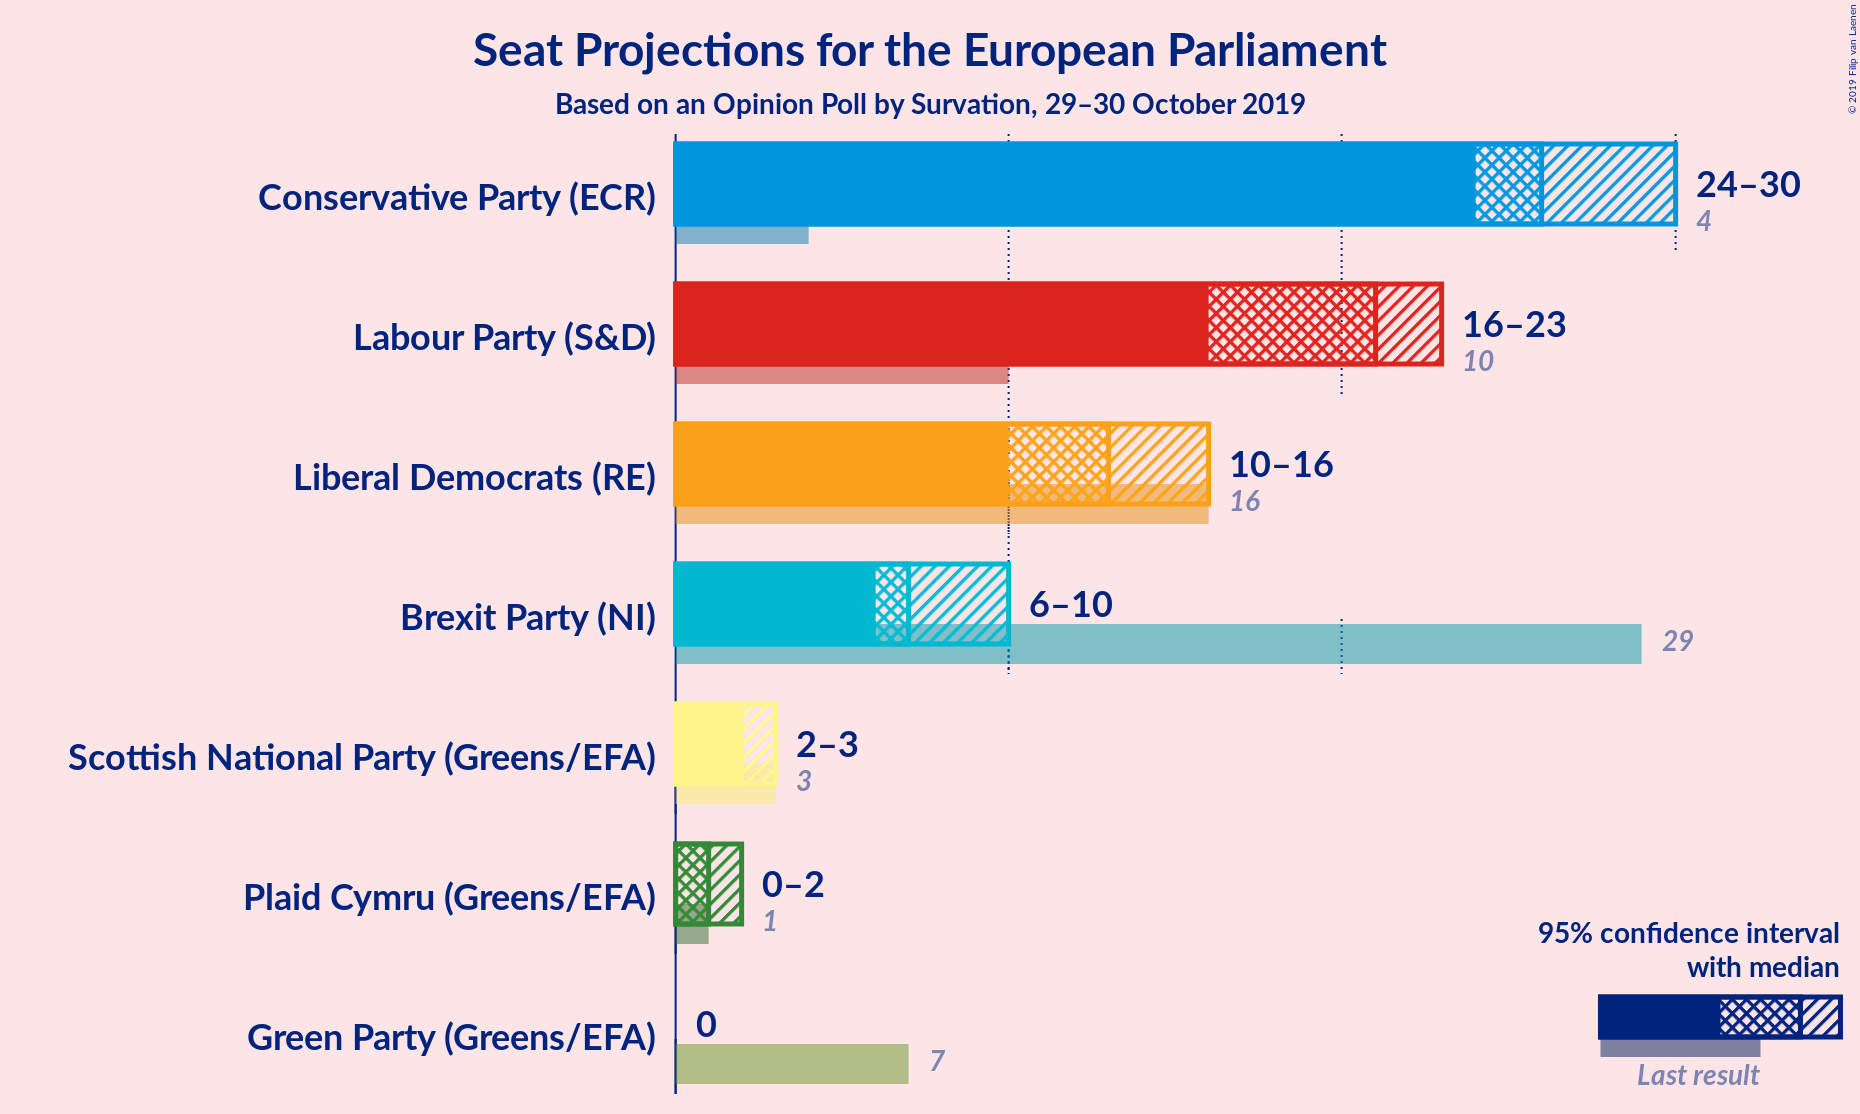 Seat Projections for the European Parliament
Based on an Opinion Poll by Survation, 29–30 October 2019
© 2019 Filip van Laenen
Conservative Party (ECR)
24–30
4
Labour Party (S&D)
16–23
10
Liberal Democrats (RE)
10–16
16
Brexit Party (NI)
6–10
29
Scottish National Party (Greens/EFA)
2–3
3
Plaid Cymru (Greens/EFA)
0–2
1
Green Party (Greens/EFA)
0
7
95% confidence interval
with median
Last result